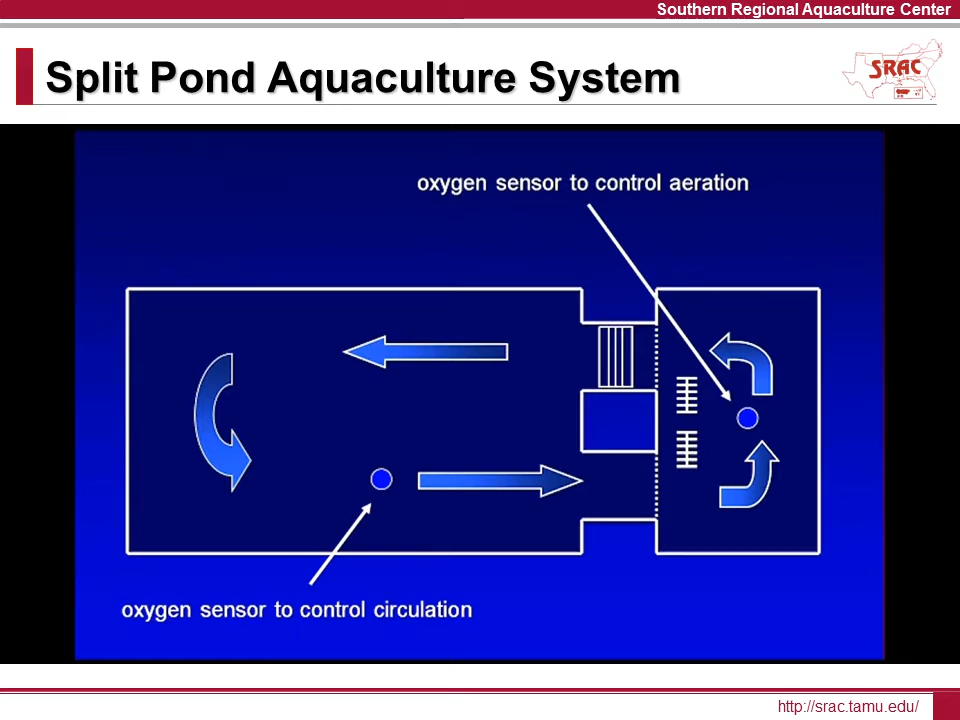 Southern Regional Aquaculture Center
Split Pond Aquaculture System
SRAC
oxygen sensor to control aeration
oxygen sensor to control circulation
http://srac.tamu.edu/